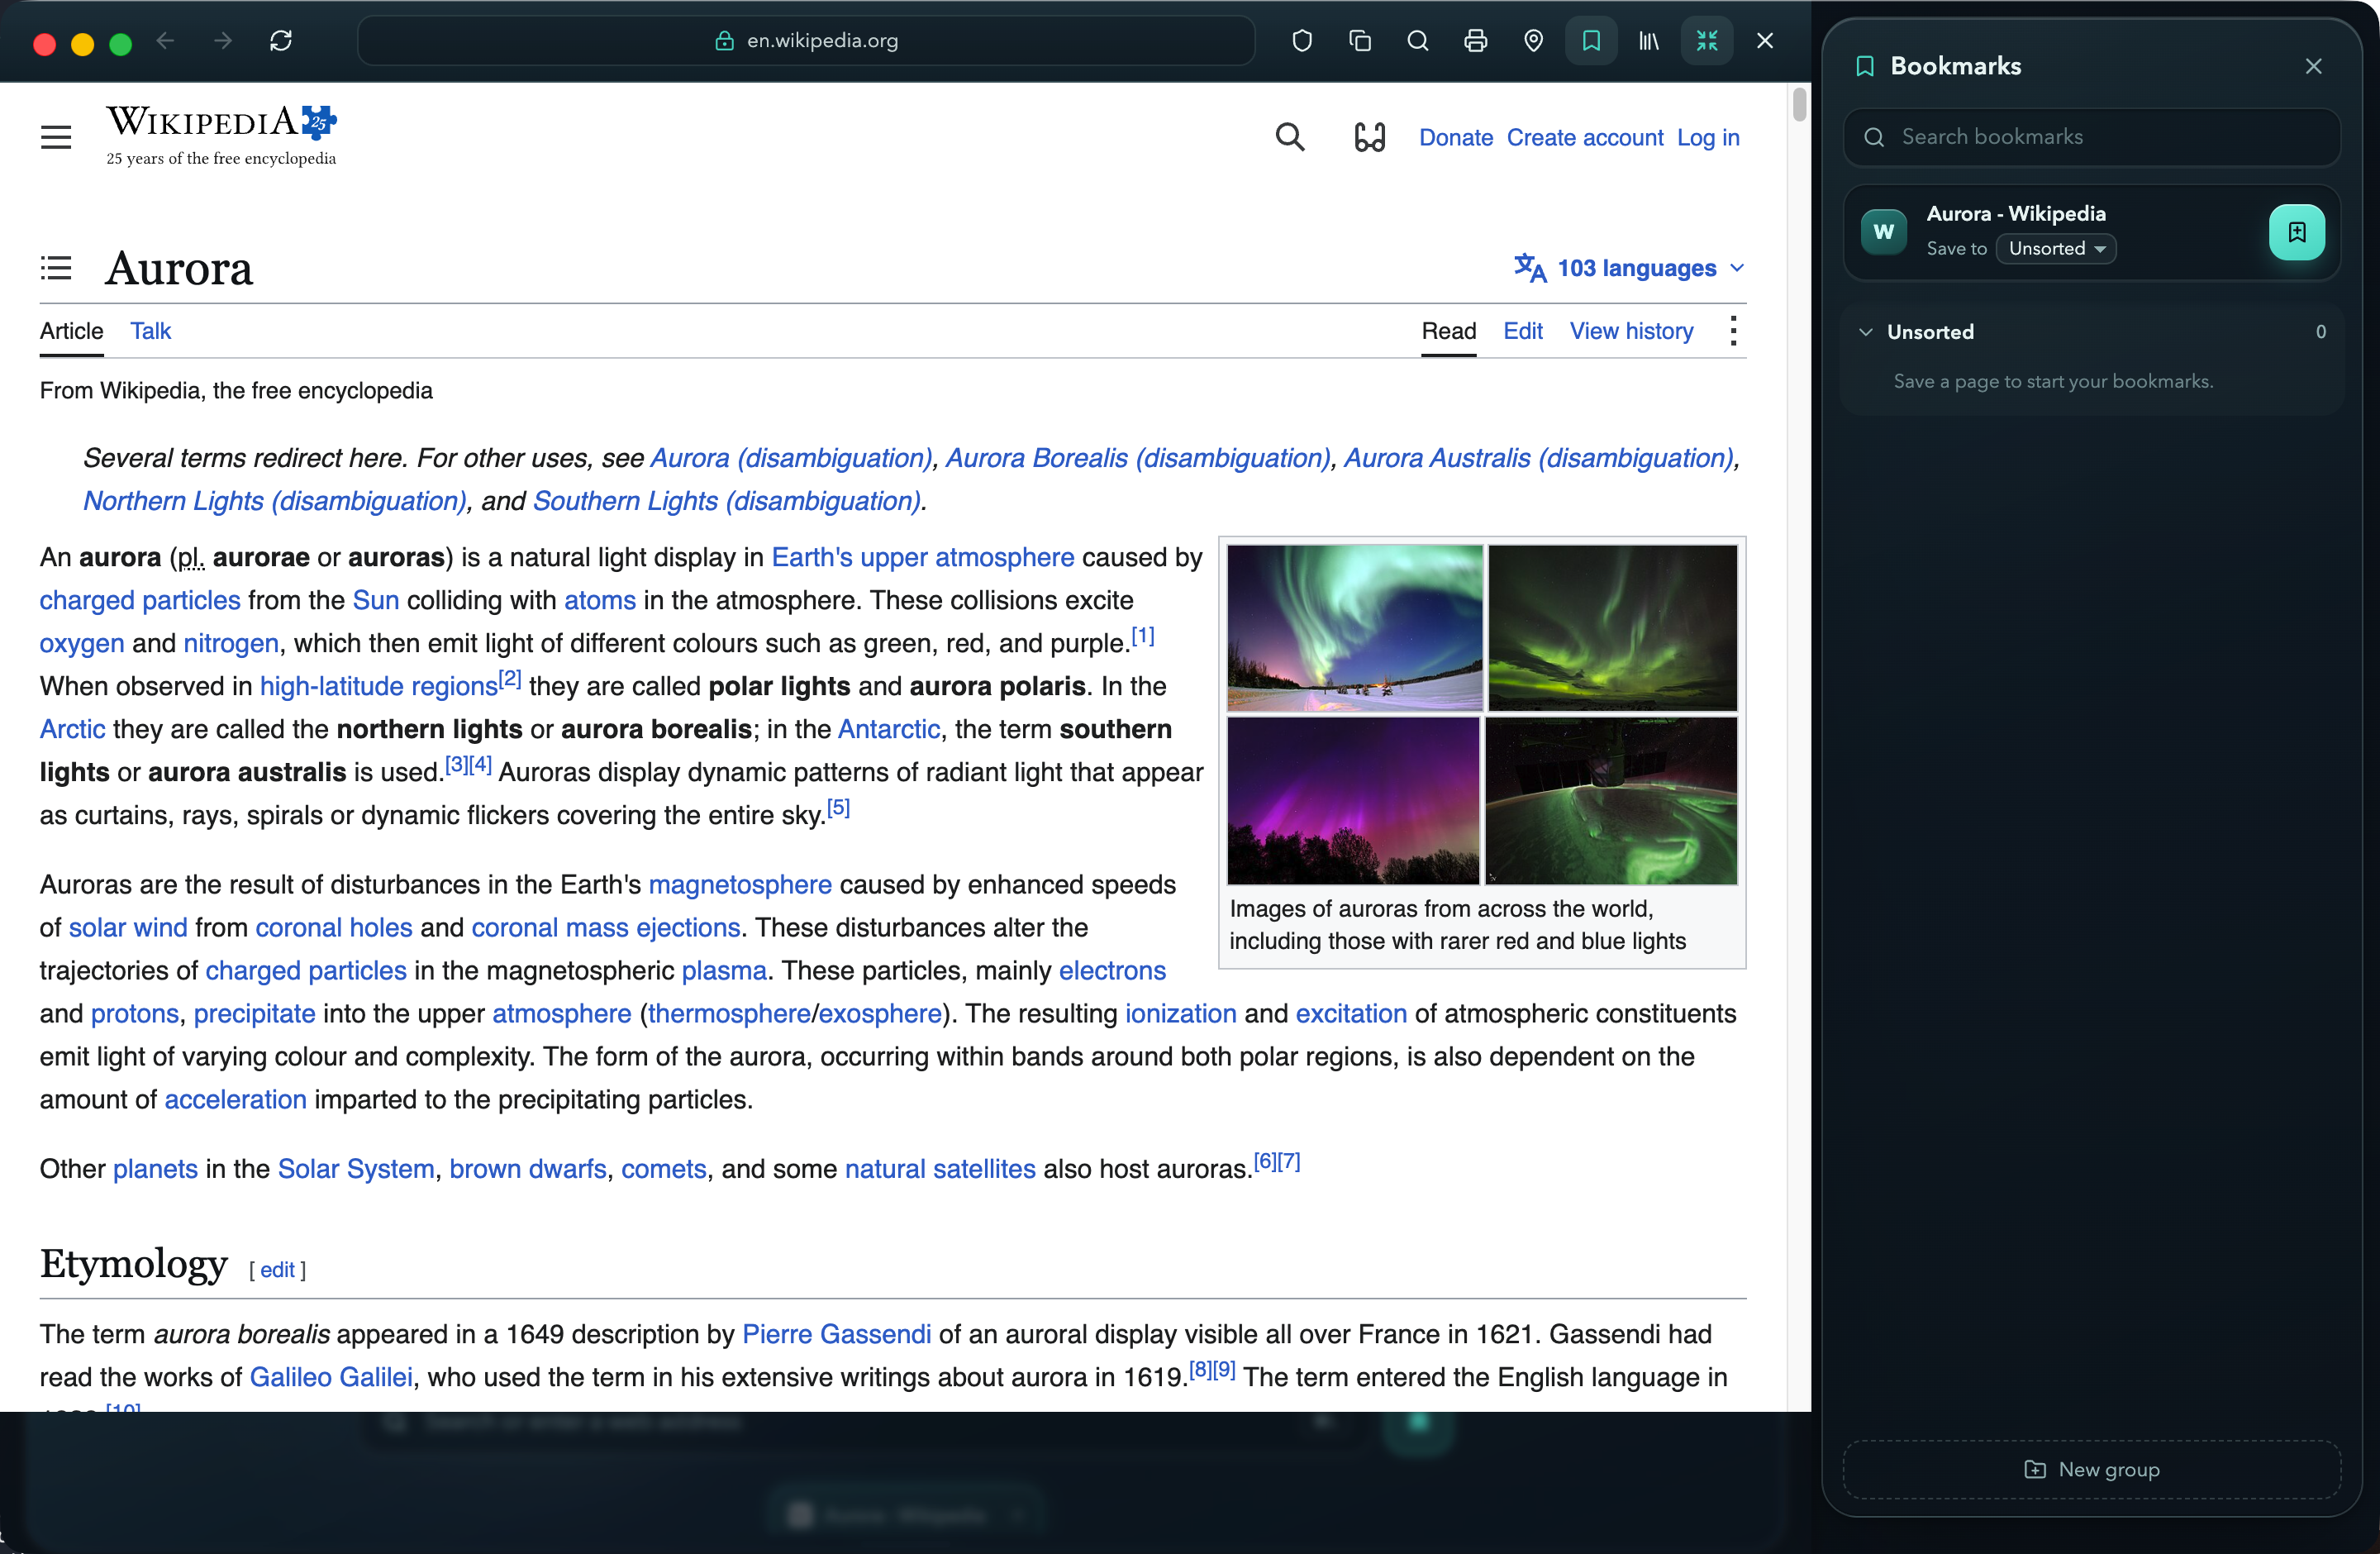 en.wikipedia.org
WIKIPEDIA 25
25 years of the free encyclopedia
Donate Create account Log in
Aurora
103 languages
Article Talk
Read Edit View history
From Wikipedia, the free encyclopedia
Several terms redirect here. For other uses, see Aurora (disambiguation), Aurora Borealis (disambiguation), Aurora Australis (disambiguation),
Northern Lights (disambiguation), and Southern Lights (disambiguation).
An aurora (pl. aurorae or auroras) is a natural light display in Earth's upper atmosphere caused by
charged particles from the Sun colliding with atoms in the atmosphere. These collisions excite
oxygen and nitrogen, which then emit light of different colours such as green, red, and purple.[1]
When observed in high-latitude regions[2] they are called polar lights and aurora polaris. In the
Arctic they are called the northern lights or aurora borealis; in the Antarctic, the term southern
lights or aurora australis is used.[3][4] Auroras display dynamic patterns of radiant light that appear
as curtains, rays, spirals or dynamic flickers covering the entire sky.[5]
Images of auroras from across the world,
including those with rarer red and blue lights
Auroras are the result of disturbances in the Earth's magnetosphere caused by enhanced speeds
of solar wind from coronal holes and coronal mass ejections. These disturbances alter the
trajectories of charged particles in the magnetospheric plasma. These particles, mainly electrons
and protons, precipitate into the upper atmosphere (thermosphere/exosphere). The resulting ionization and excitation of atmospheric constituents
emit light of varying colour and complexity. The form of the aurora, occurring within bands around both polar regions, is also dependent on the
amount of acceleration imparted to the precipitating particles.
Other planets in the Solar System, brown dwarfs, comets, and some natural satellites also host auroras.[6][7]
Etymology [ edit ]
The term aurora borealis appeared in a 1649 description by Pierre Gassendi of an auroral display visible all over France in 1621. Gassendi had
read the works of Galileo Galilei, who used the term in his extensive writings about aurora in 1619.[8][9] The term entered the English language in
[10]
Search or enter a web address
Aurora - Wikipedia
Bookmarks
Search bookmarks
W
Aurora - Wikipedia
Save to Unsorted
Unsorted 0
Save a page to start your bookmarks.
New group